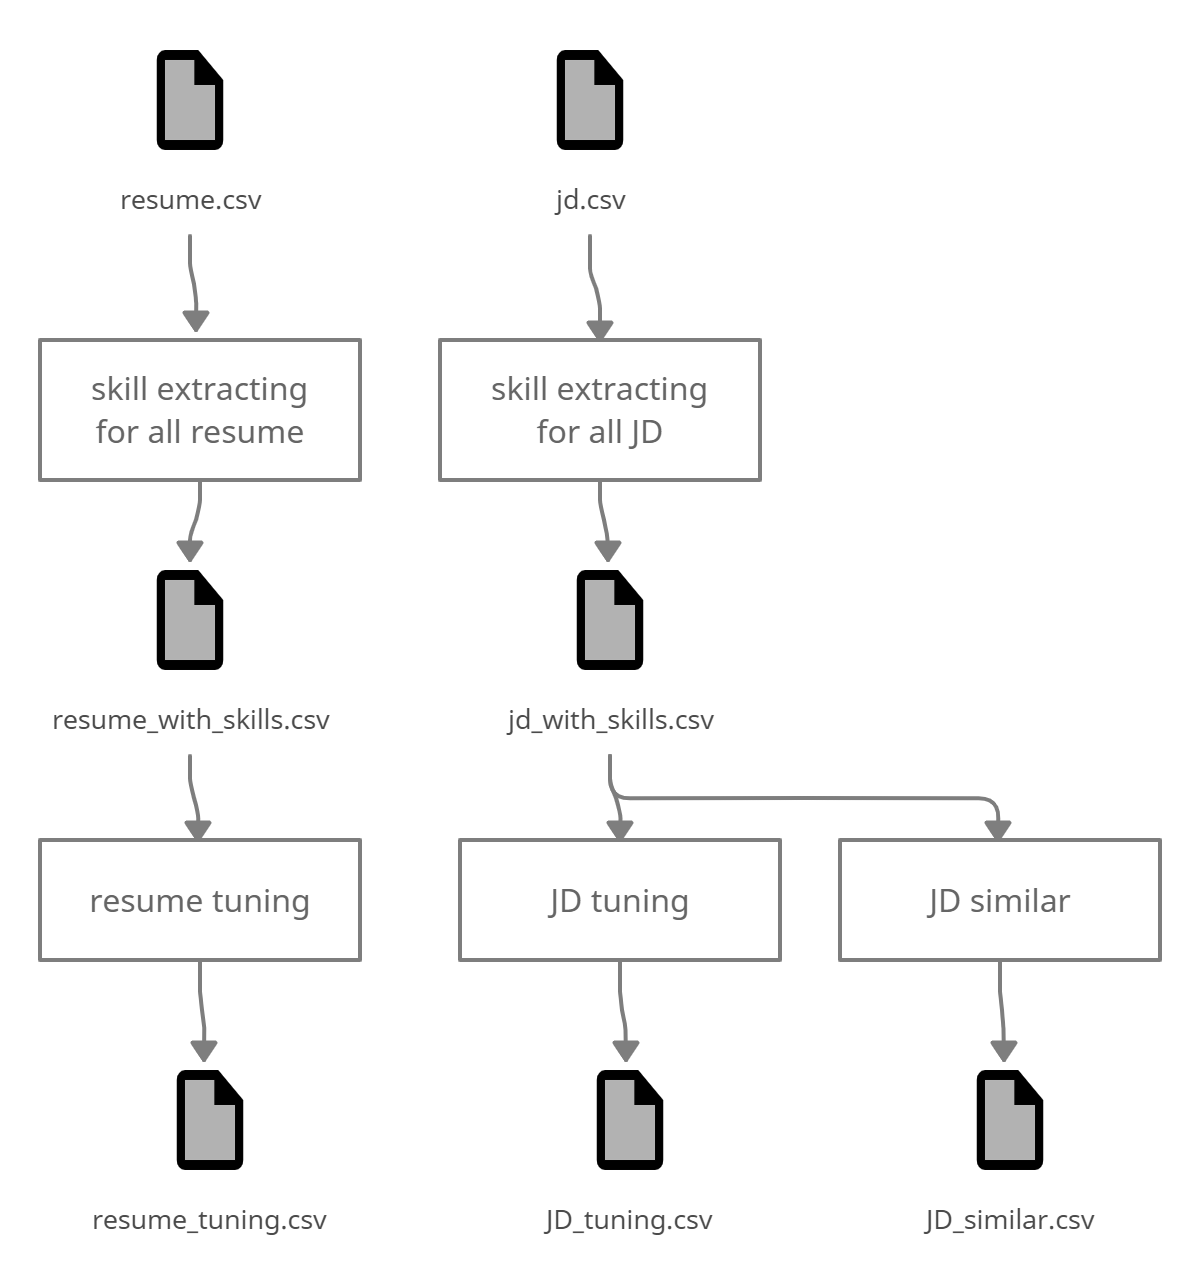 resume.csv
jd.csv
skill extracting
for all resume
skill extracting
for all JD
resume_with_skills.csv
jd_with_skills.csv
resume tuning
JD tuning
JD similar
resume_tuning.csv
JD_tuning.csv
JD_similar.csv